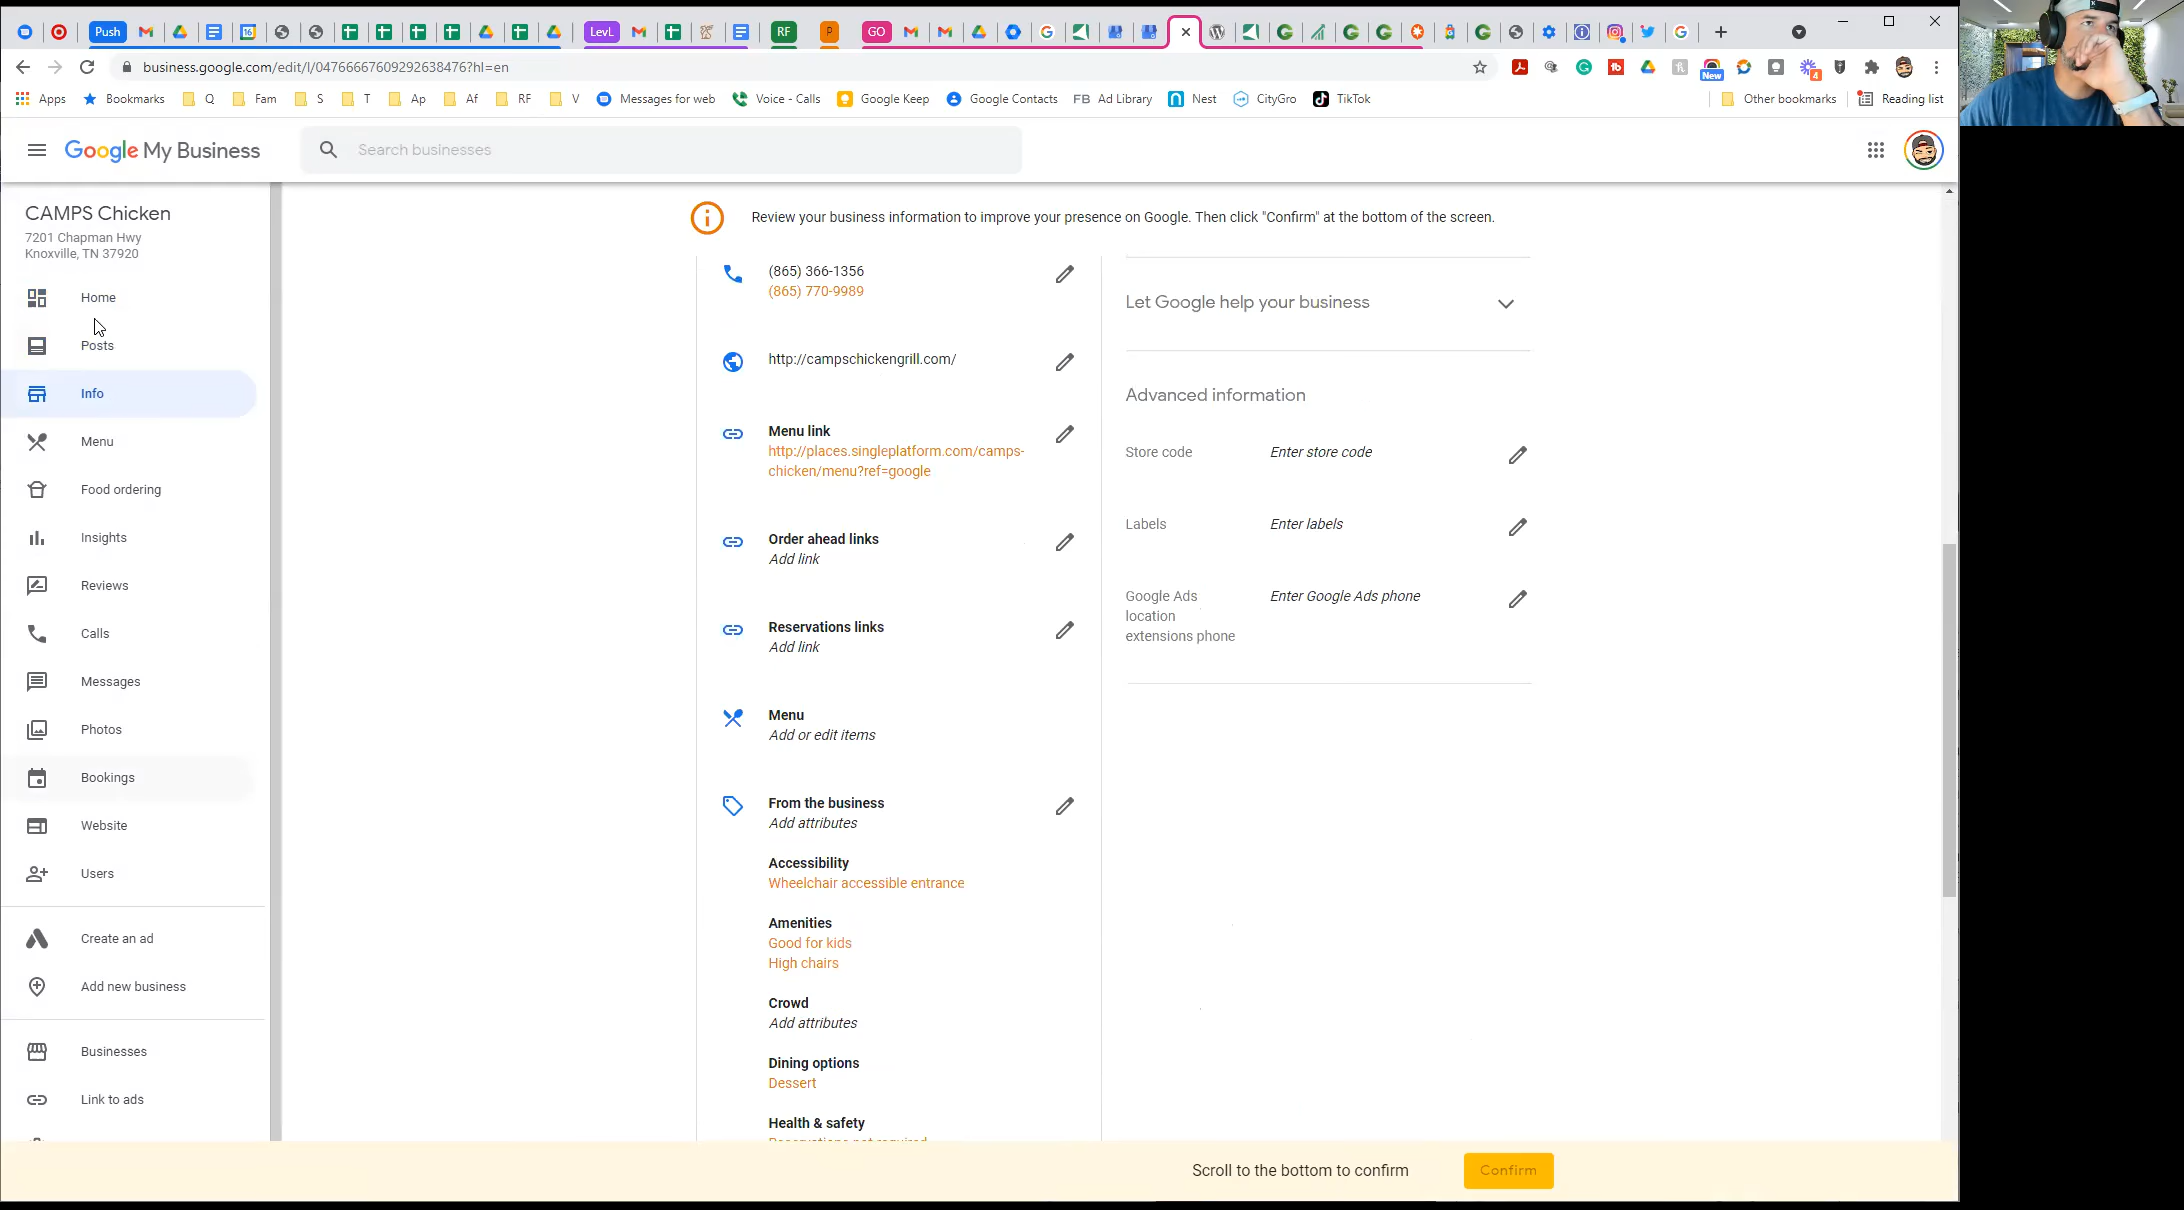 Push
16
LevL
RF
P
GO
business.google.com/edit/l/04766667609292638476?hl=en
New
4
Apps
Bookmarks
Q
Fam
S
T
Ap
Af
RF
V
Messages for web
Voice - Calls
Google Keep
Google Contacts
FB Ad Library
Nest
CityGro
TikTok
Other bookmarks
Reading list
Google My Business
Search businesses
CAMPS Chicken
7201 Chapman Hwy
Knoxville, TN 37920
Home
Posts
Info
Menu
Food ordering
Insights
Reviews
Calls
Messages
Photos
Bookings
Website
Users
Create an ad
Add new business
Businesses
Link to ads
Review your business information to improve your presence on Google. Then click "Confirm" at the bottom of the screen.
(865) 366-1356
(865) 770-9989
http://campschickengrill.com/
Menu link
http://places.singleplatform.com/camps-
chicken/menu?ref=google
Order ahead links
Add link
Reservations links
Add link
Menu
Add or edit items
From the business
Add attributes
Accessibility
Wheelchair accessible entrance
Amenities
Good for kids
High chairs
Crowd
Add attributes
Dining options
Dessert
Health & safety
Let Google help your business
Advanced information
Store code
Enter store code
Labels
Enter labels
Google Ads
location
extensions phone
Enter Google Ads phone
Scroll to the bottom to confirm
Confirm